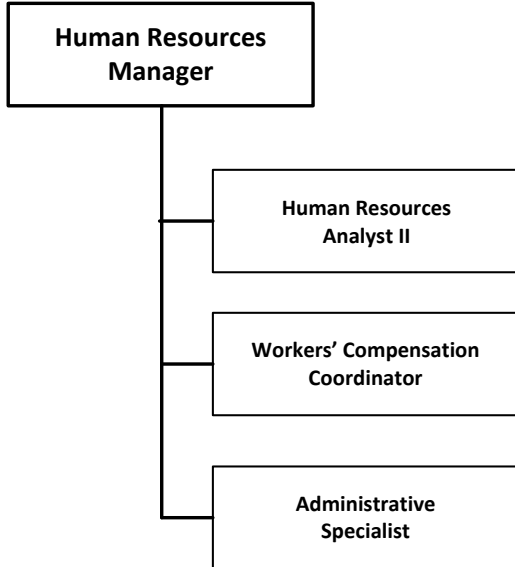 Human Resources
Manager
Human Resources
Analyst II
Workers’ Compensation
Coordinator
Administrative
Specialist